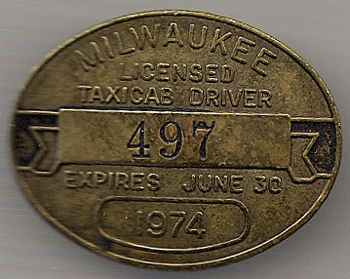 MILWAUKEE
LICENSED
TAXICAB DRIVER
497
EXPIRES JUNE 30
1974